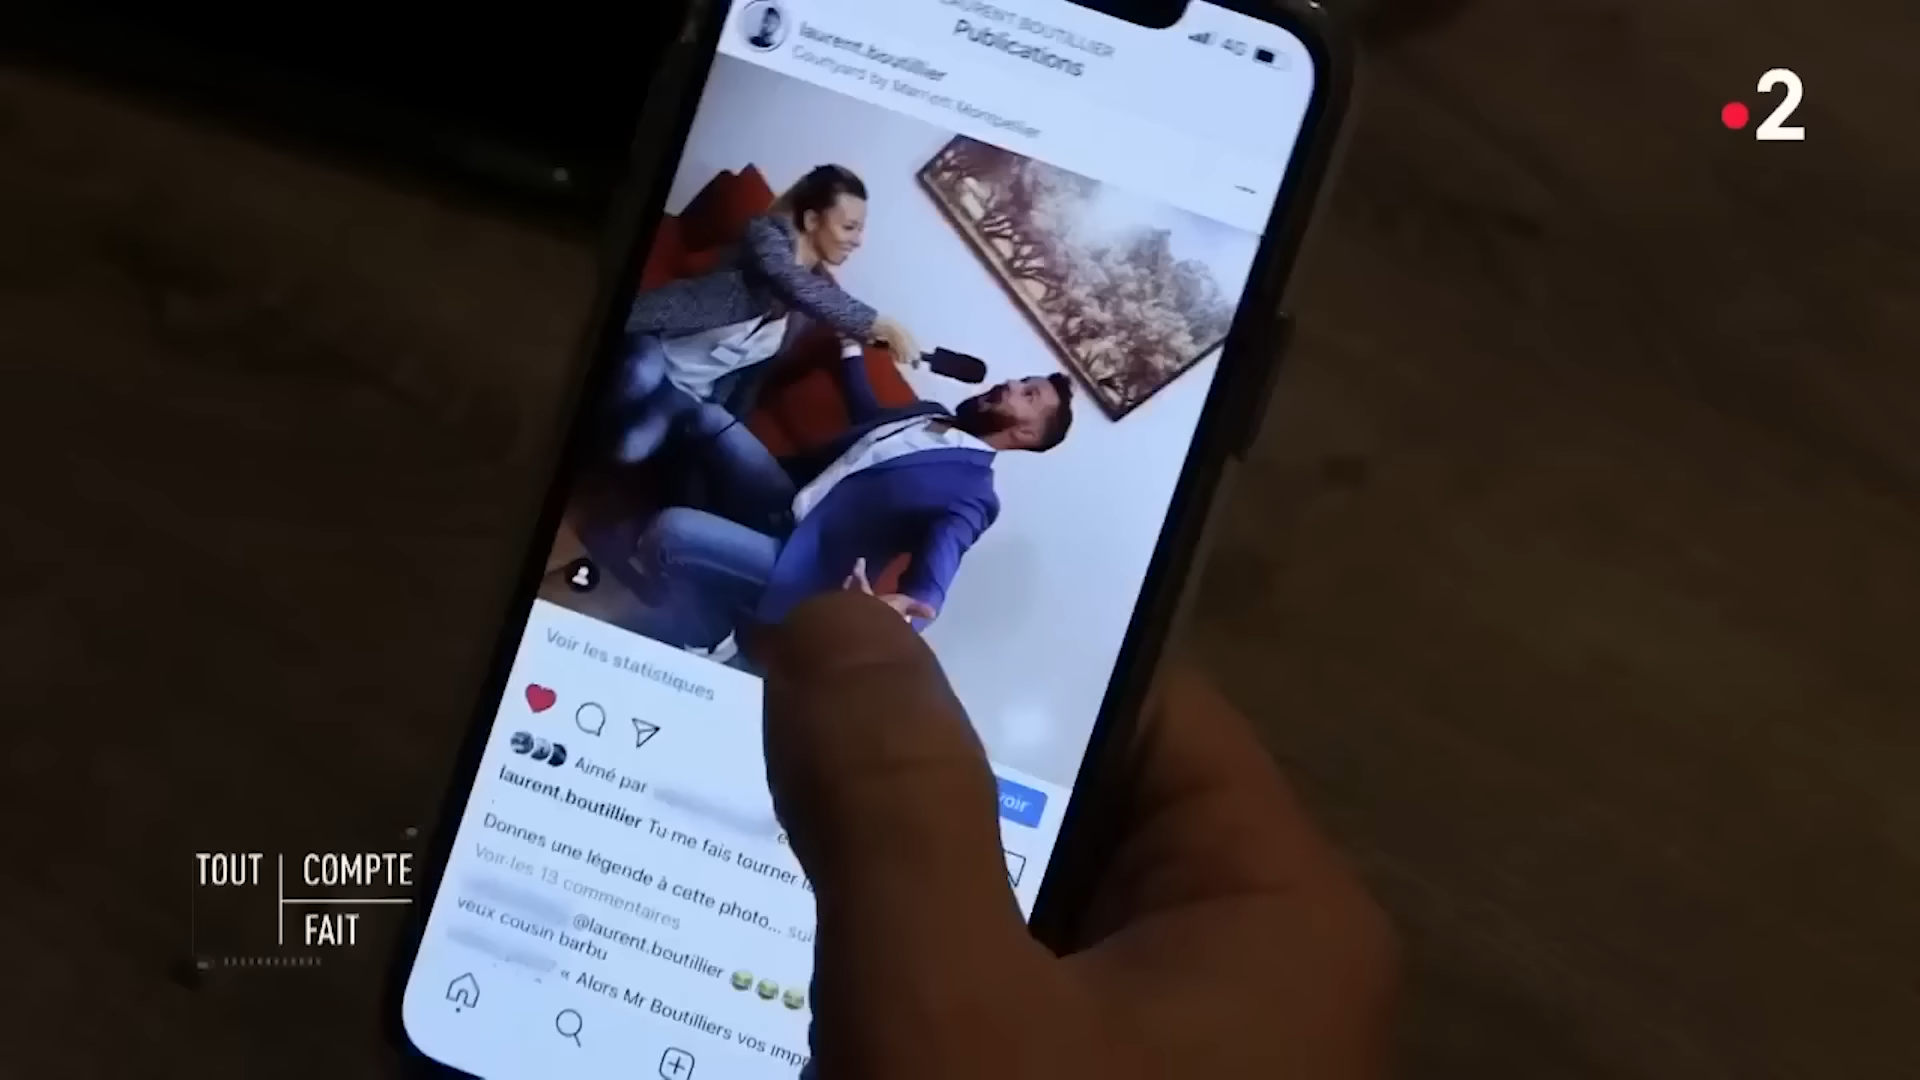 LAURENT BOUTILLIER
Publications
4G
laurent.boutillier
Courtyard by Marriott Montpellier
2
Voir les statistiques
voir
Aimé par
laurent.boutillier Tu me fais tourner
Donnes une légende à cette photo...
Voir les 13 commentaires
@laurent.boutillier 😂😂😂
veux cousin barbu
« Alors Mr Boutilliers vos
TOUT COMPTE
FAIT